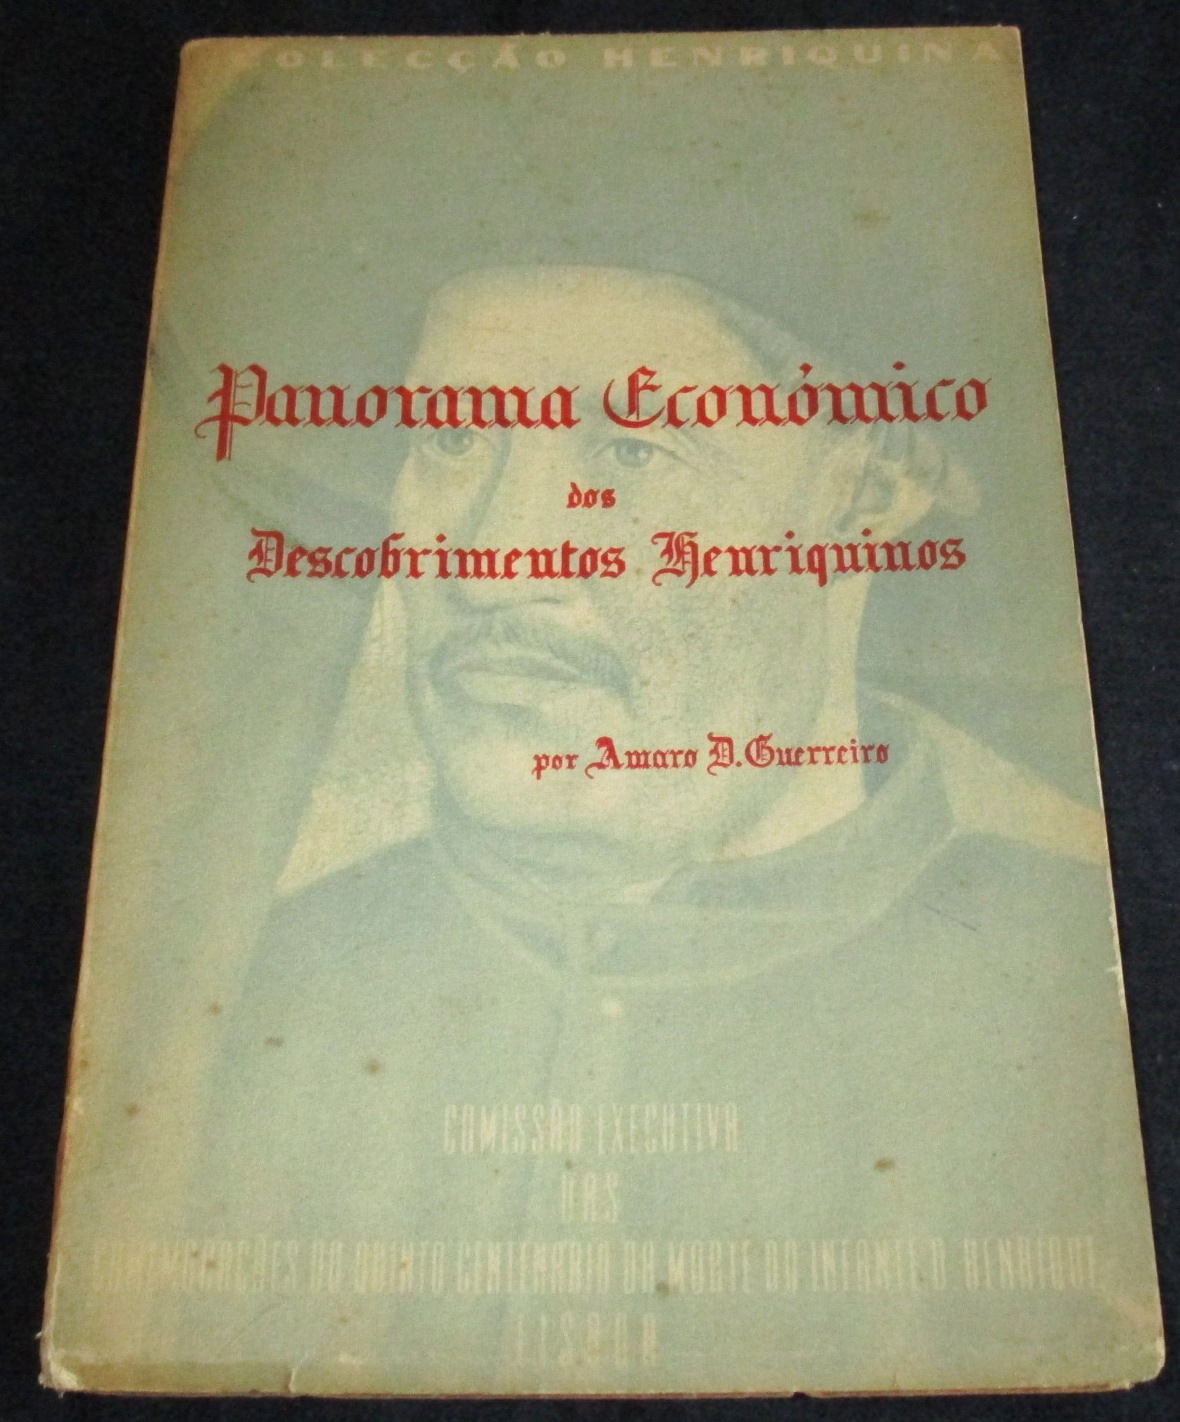 COLECÇÃO HENRIQUINA
Panorama Económico
dos
Descobrimentos Henriquinos
por Amaro D. Guerreiro
COMISSÃO EXECUTIVA
DAS
COMEMORAÇÕES DO QUINTO CENTENÁRIO DA MORTE DO INFANTE D. HENRIQUE
LISBOA